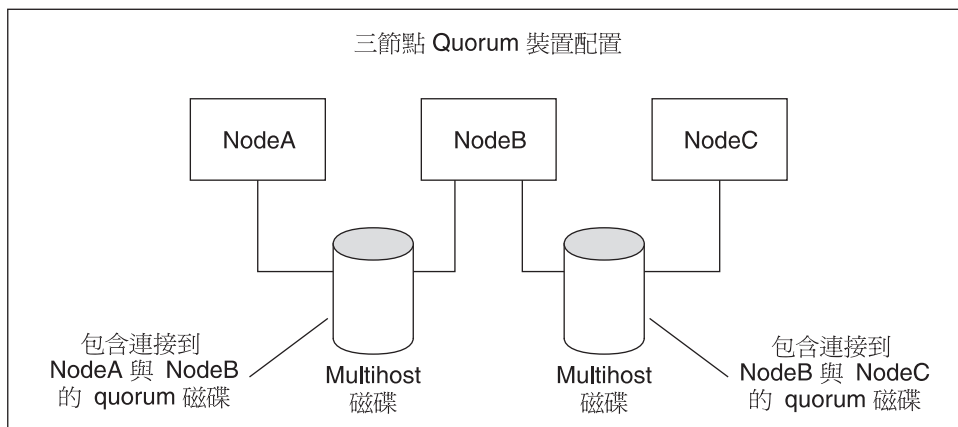 三節點 Quorum 裝置配置
NodeA
NodeB
NodeC
包含連接到
NodeA 與 NodeB
的 quorum 磁碟
Multihost
磁碟
Multihost
磁碟
包含連接到
NodeB 與 NodeC
的 quorum 磁碟